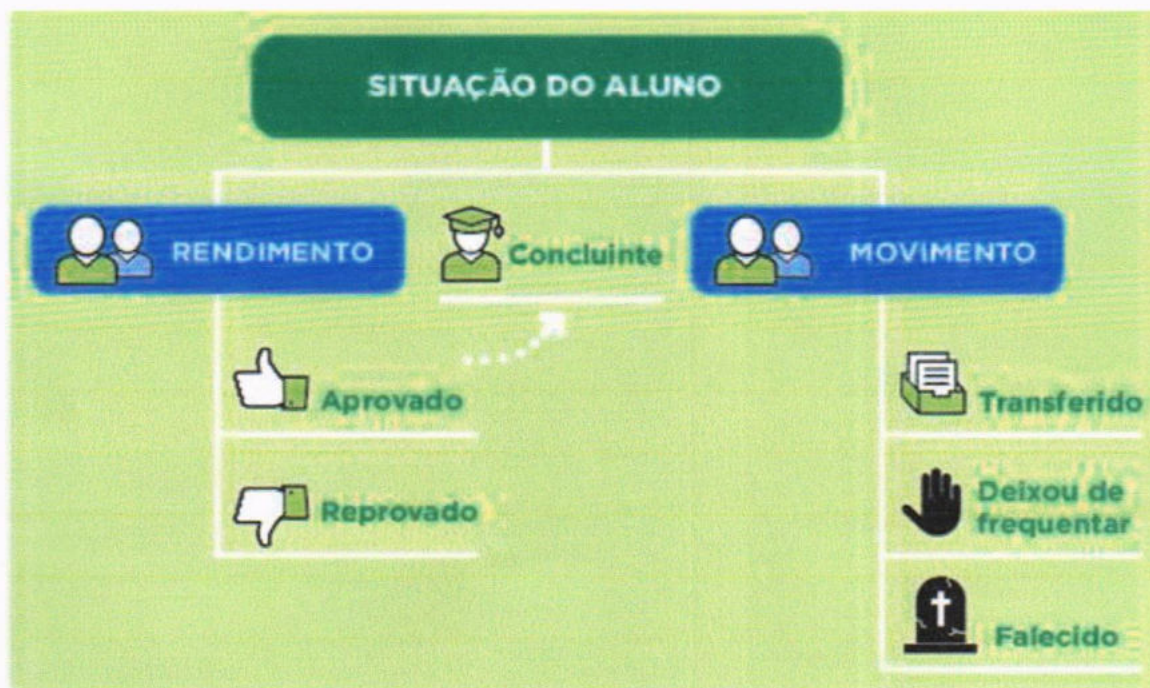 SITUAÇÃO DO ALUNO
RENDIMENTO
Concluinte
MOVIMENTO
Aprovado
Reprovado
Transferido
Deixou de
frequentar
Falecido